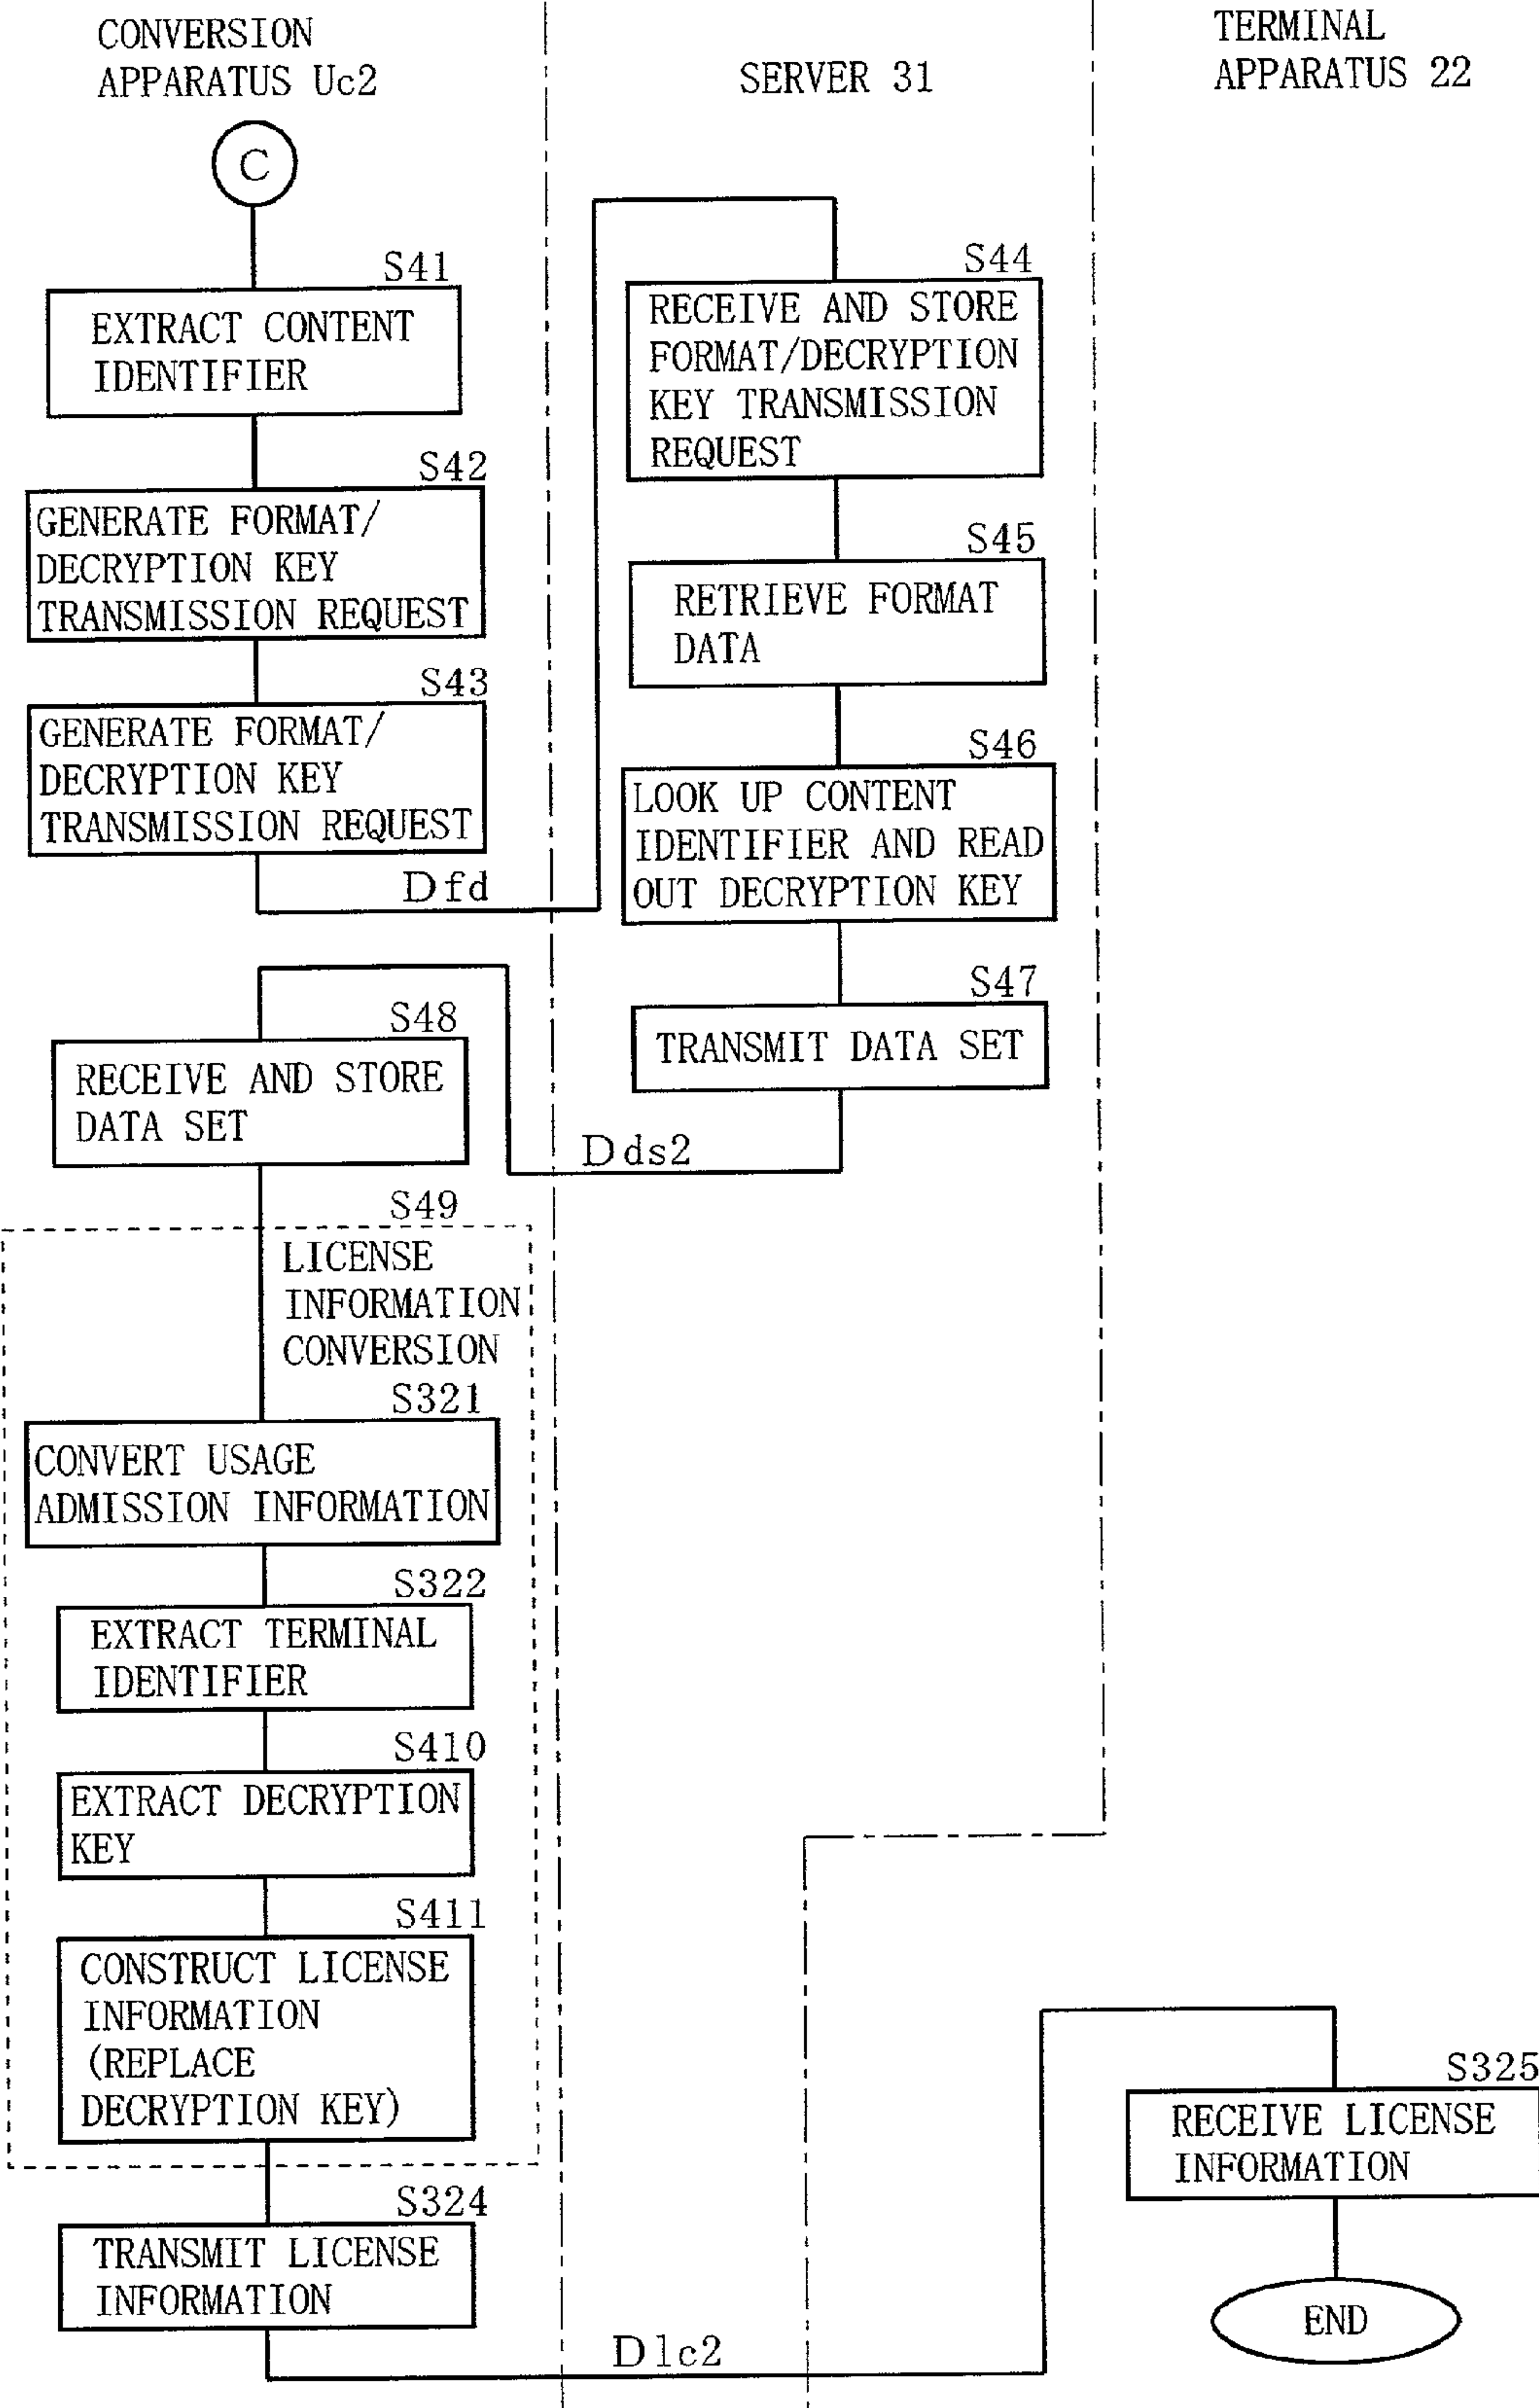 CONVERSION
APPARATUS Uc2
SERVER 31
TERMINAL
APPARATUS 22
C
S41
EXTRACT CONTENT
IDENTIFIER
S42
GENERATE FORMAT/
DECRYPTION KEY
TRANSMISSION REQUEST
S43
GENERATE FORMAT/
DECRYPTION KEY
TRANSMISSION REQUEST
Dfd
S44
RECEIVE AND STORE
FORMAT/DECRYPTION
KEY TRANSMISSION
REQUEST
S45
RETRIEVE FORMAT
DATA
S46
LOOK UP CONTENT
IDENTIFIER AND READ
OUT DECRYPTION KEY
S47
TRANSMIT DATA SET
Dds2
S48
RECEIVE AND STORE
DATA SET
S49
LICENSE
INFORMATION
CONVERSION
S321
CONVERT USAGE
ADMISSION INFORMATION
S322
EXTRACT TERMINAL
IDENTIFIER
S410
EXTRACT DECRYPTION
KEY
S411
CONSTRUCT LICENSE
INFORMATION
(REPLACE
DECRYPTION KEY)
S324
TRANSMIT LICENSE
INFORMATION
Dlc2
S325
RECEIVE LICENSE
INFORMATION
END